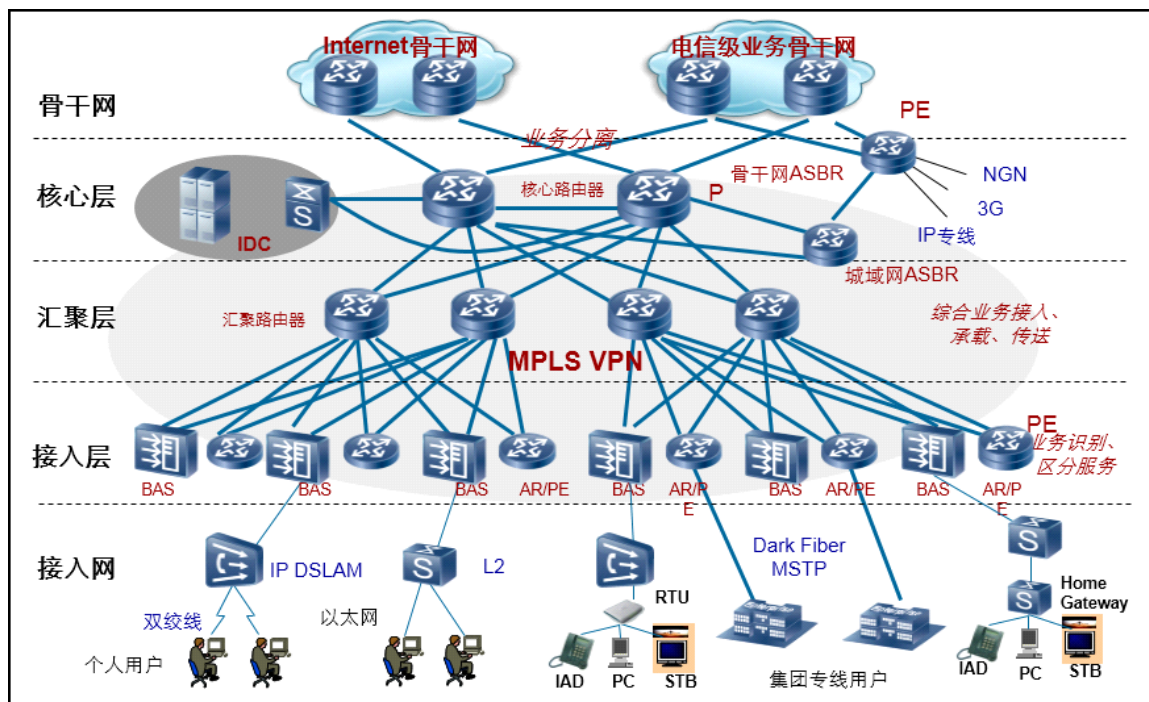 Internet骨干网
电信级业务骨干网
骨干网
PE
业务分离
核心层
核心路由器
P
骨干网ASBR
NGN
3G
IP专线
S
IDC
城域网ASBR
汇聚层
汇聚路由器
综合业务接入、
承载、传送
MPLS VPN
接入层
PE
业务识别、
区分服务
BAS
BAS
BAS
AR/PE
BAS
AR/P
E
BAS
AR/PE
BAS
AR/P
E
接入网
IP DSLAM
S
L2
Dark Fiber
MSTP
S
S
Home
Gateway
RTU
双绞线
以太网
个人用户
IAD
PC
STB
集团专线用户
IAD
PC
STB